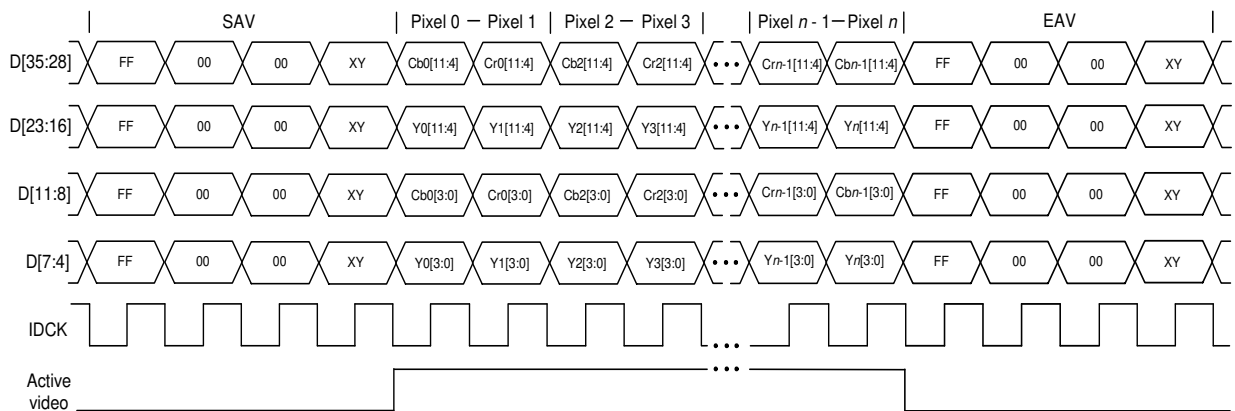 SAV Pixel 0 — Pixel 1 Pixel 2 — Pixel 3 Pixel n - 1 — Pixel n EAV
D[35:28] FF 00 00 XY Cb0[11:4] Cr0[11:4] Cb2[11:4] Cr2[11:4] ••• Crn-1[11:4] Cbn-1[11:4] FF 00 00 XY
D[23:16] FF 00 00 XY Y0[11:4] Y1[11:4] Y2[11:4] Y3[11:4] ••• Yn-1[11:4] Yn[11:4] FF 00 00 XY
D[11:8] FF 00 00 XY Cb0[3:0] Cr0[3:0] Cb2[3:0] Cr2[3:0] ••• Crn-1[3:0] Cbn-1[3:0] FF 00 00 XY
D[7:4] FF 00 00 XY Y0[3:0] Y1[3:0] Y2[3:0] Y3[3:0] ••• Yn-1[3:0] Yn[3:0] FF 00 00 XY
IDCK •••
Active •••
video